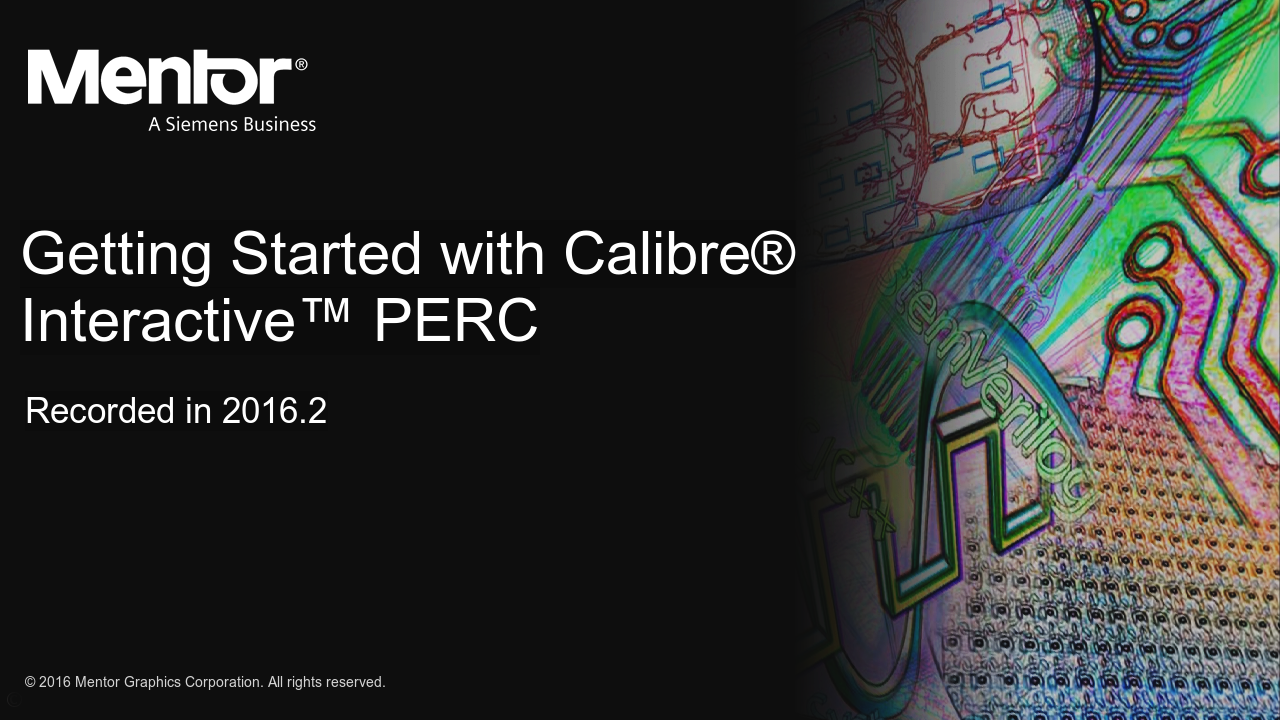 Mentor®
A Siemens Business
Getting Started with Calibre®
Interactive™ PERC
Recorded in 2016.2
SystemVerilog
C++
© 2016 Mentor Graphics Corporation. All rights reserved.